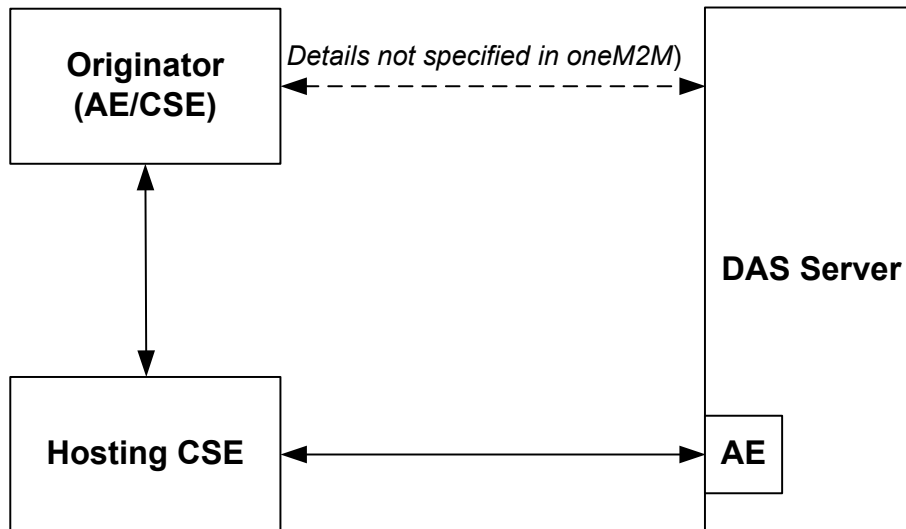 Originator
(AE/CSE)
Details not specified in oneM2M)
DAS Server
Hosting CSE
AE